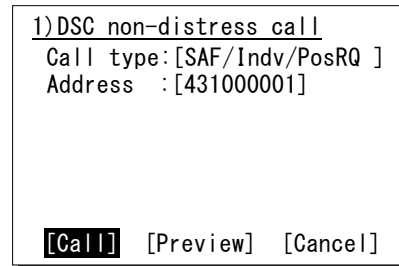 1)DSC non-distress call
Call type:[SAF/Indv/PosRQ ]
Address :[431000001]
[Call] [Preview] [Cancel]